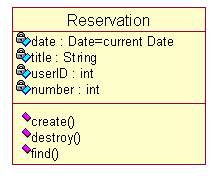 Reservation
date : Date=current Date
title : String
userID : int
number : int
create()
destroy()
find()